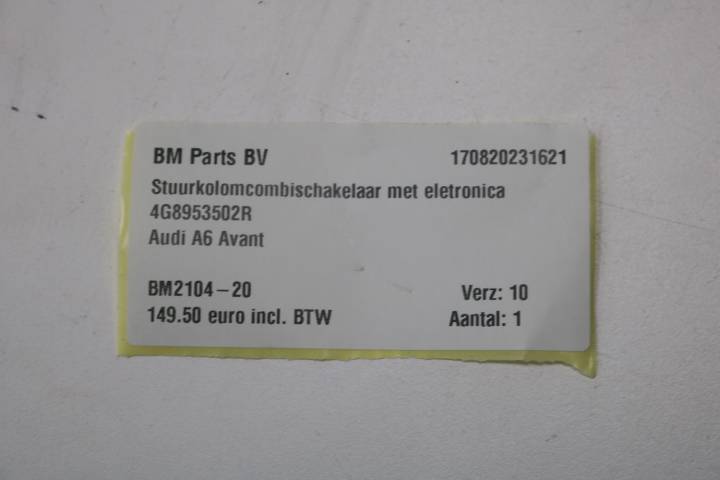 BM Parts BV 170820231621
Stuurkolomcombischakelaar met eletronica
4G8953502R
Audi A6 Avant
BM2104-20 Verz: 10
149.50 euro incl. BTW Aantal: 1